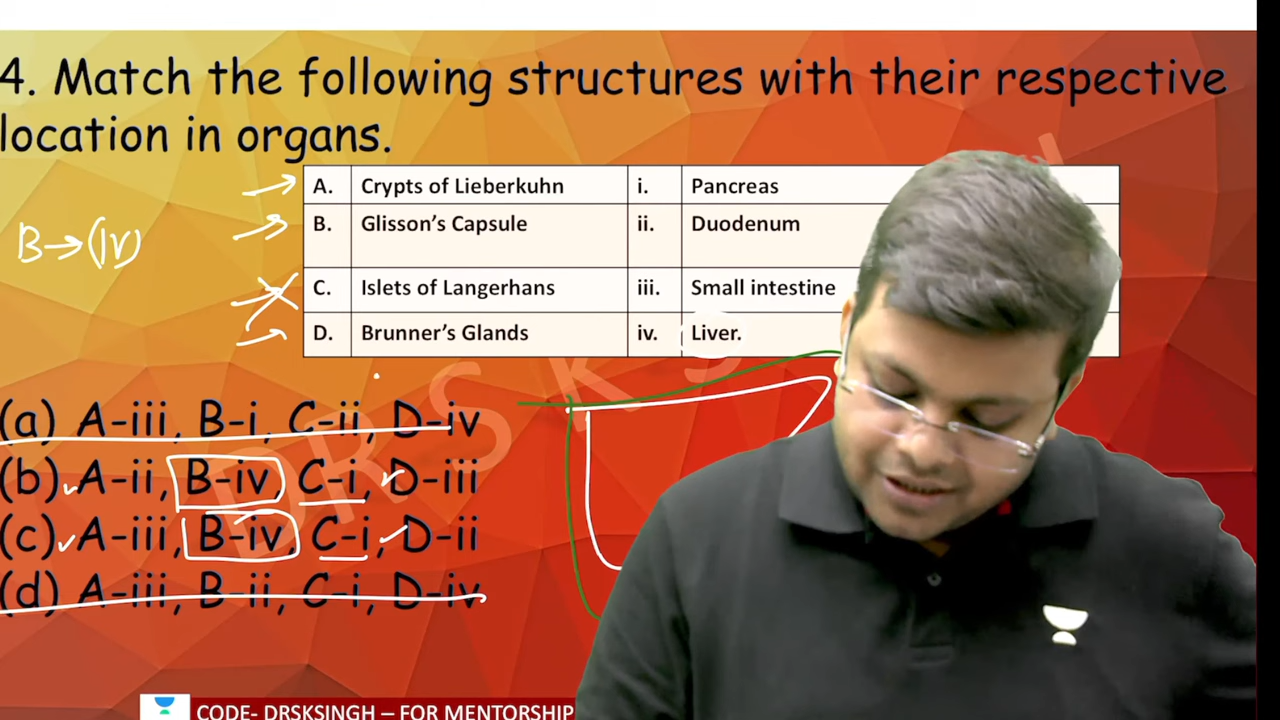 4. Match the following structures with their respective
location in organs.
A. Crypts of Lieberkuhn i. Pancreas
B. Glisson's Capsule ii. Duodenum
B→(iv)
C. Islets of Langerhans iii. Small intestine
D. Brunner's Glands iv. Liver.
DRSKS
(a) A-iii, B-i, C-ii, D-iv
(b) A-ii, B-iv, C-i, D-iii
(c) A-iii, B-iv, C-i, D-ii
(d) A-iii, B-ii, C-i, D-iv
CODE- DRSKSINGH – FOR MENTORSHIP